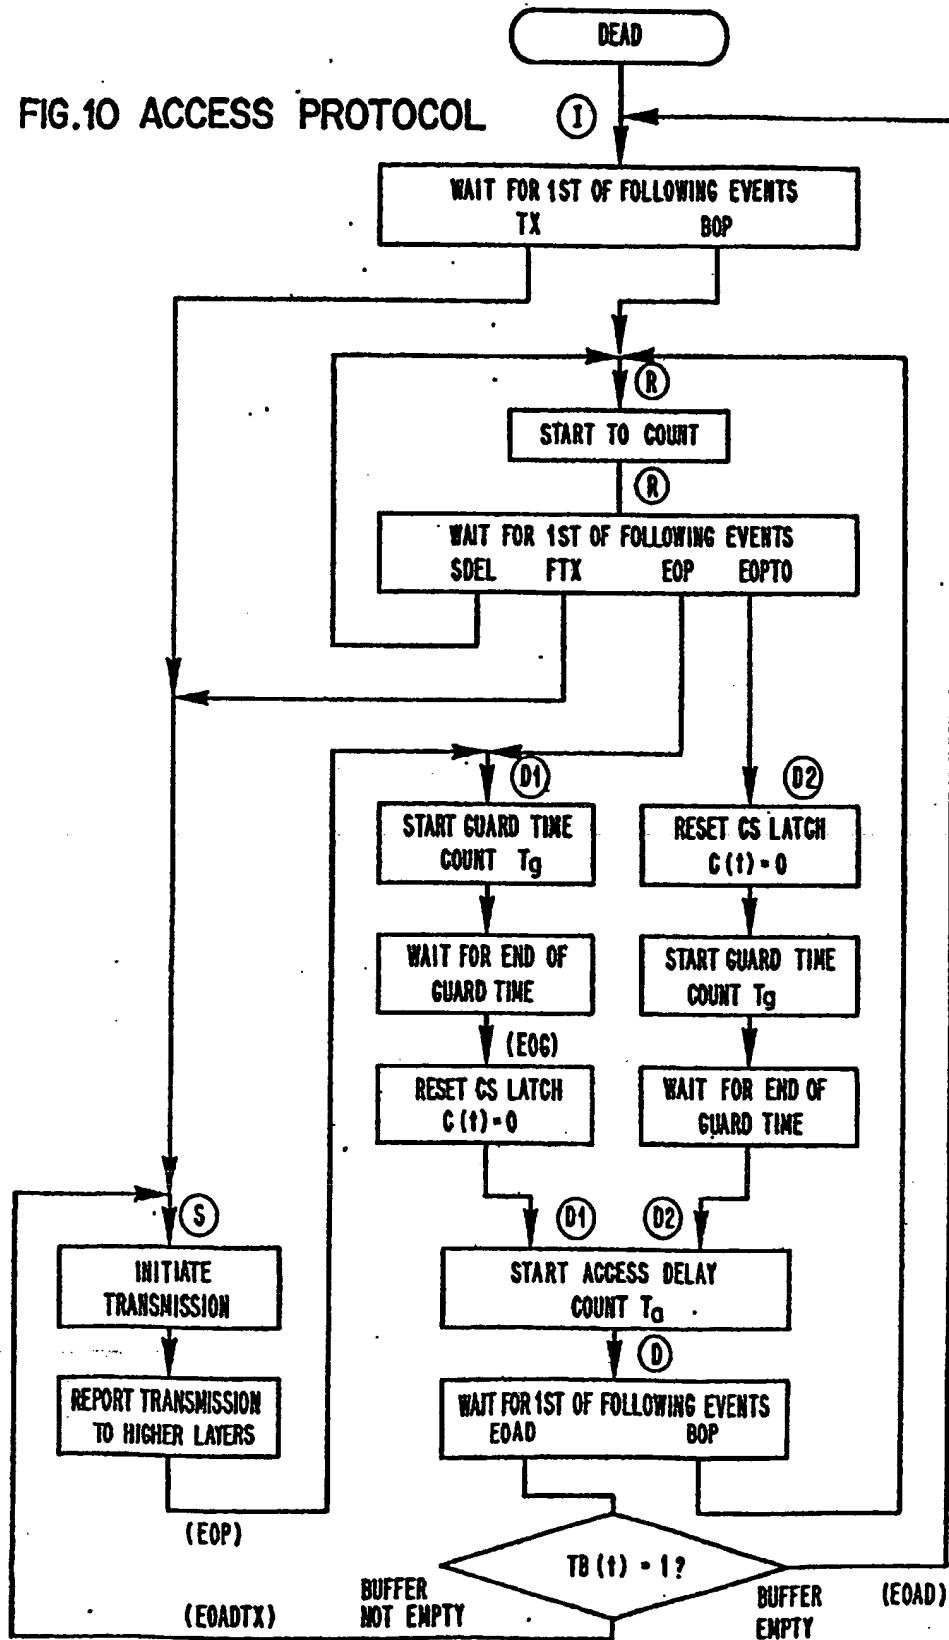 DEAD
FIG.10 ACCESS PROTOCOL
I
WAIT FOR 1ST OF FOLLOWING EVENTS
TX BOP
R
START TO COUNT
R
WAIT FOR 1ST OF FOLLOWING EVENTS
SDEL FTX EOP EOPTO
D1
D2
START GUARD TIME
COUNT Tg
RESET CS LATCH
C(t)=0
WAIT FOR END OF
GUARD TIME
START GUARD TIME
COUNT Tg
(EOG)
RESET CS LATCH
C(t)=0
WAIT FOR END OF
GUARD TIME
S
D1
D2
INITIATE
TRANSMISSION
START ACCESS DELAY
COUNT Ta
D
REPORT TRANSMISSION
TO HIGHER LAYERS
WAIT FOR 1ST OF FOLLOWING EVENTS
EOAD BOP
(EOP)
TB(t) = 1?
(EOADTX)
BUFFER
NOT EMPTY
BUFFER
EMPTY
(EOAD)